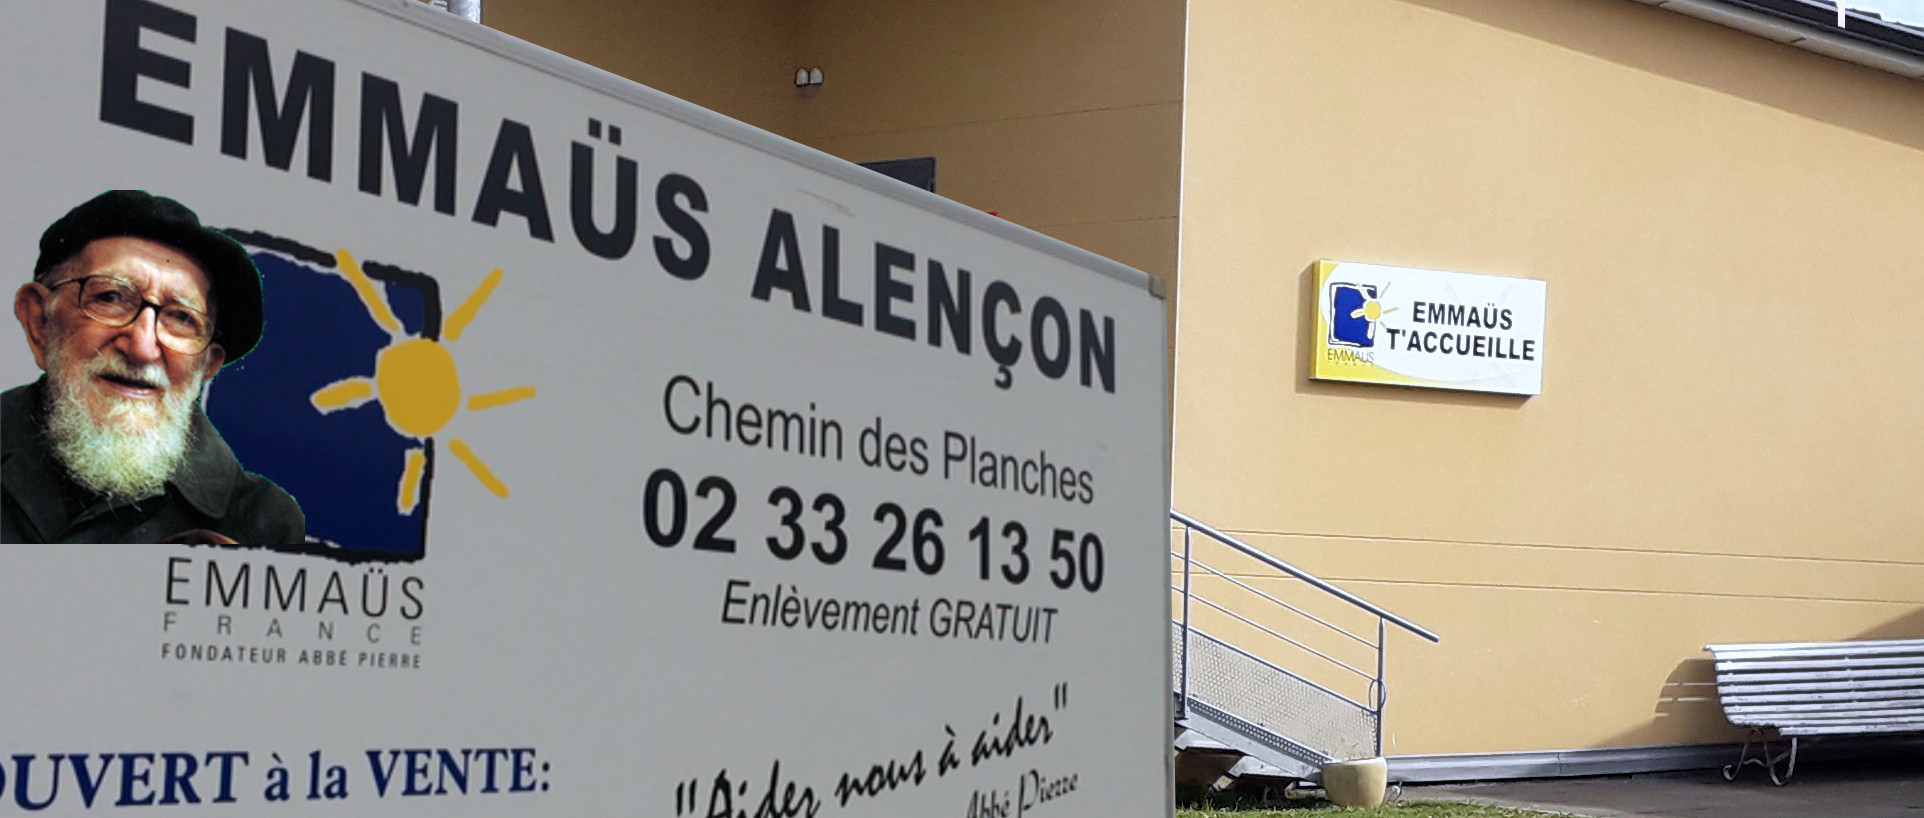 EMMAÜS ALENÇON
Chemin des Planches
02 33 26 13 50
Enlèvement GRATUIT
EMMAÜS
FRANCE
FONDATEUR ABBÉ PIERRE
OUVERT à la VENTE:
"Aider nous à aider"
Abbé Pierre
EMMAÜS
T'ACCUEILLE
EMMAÜS